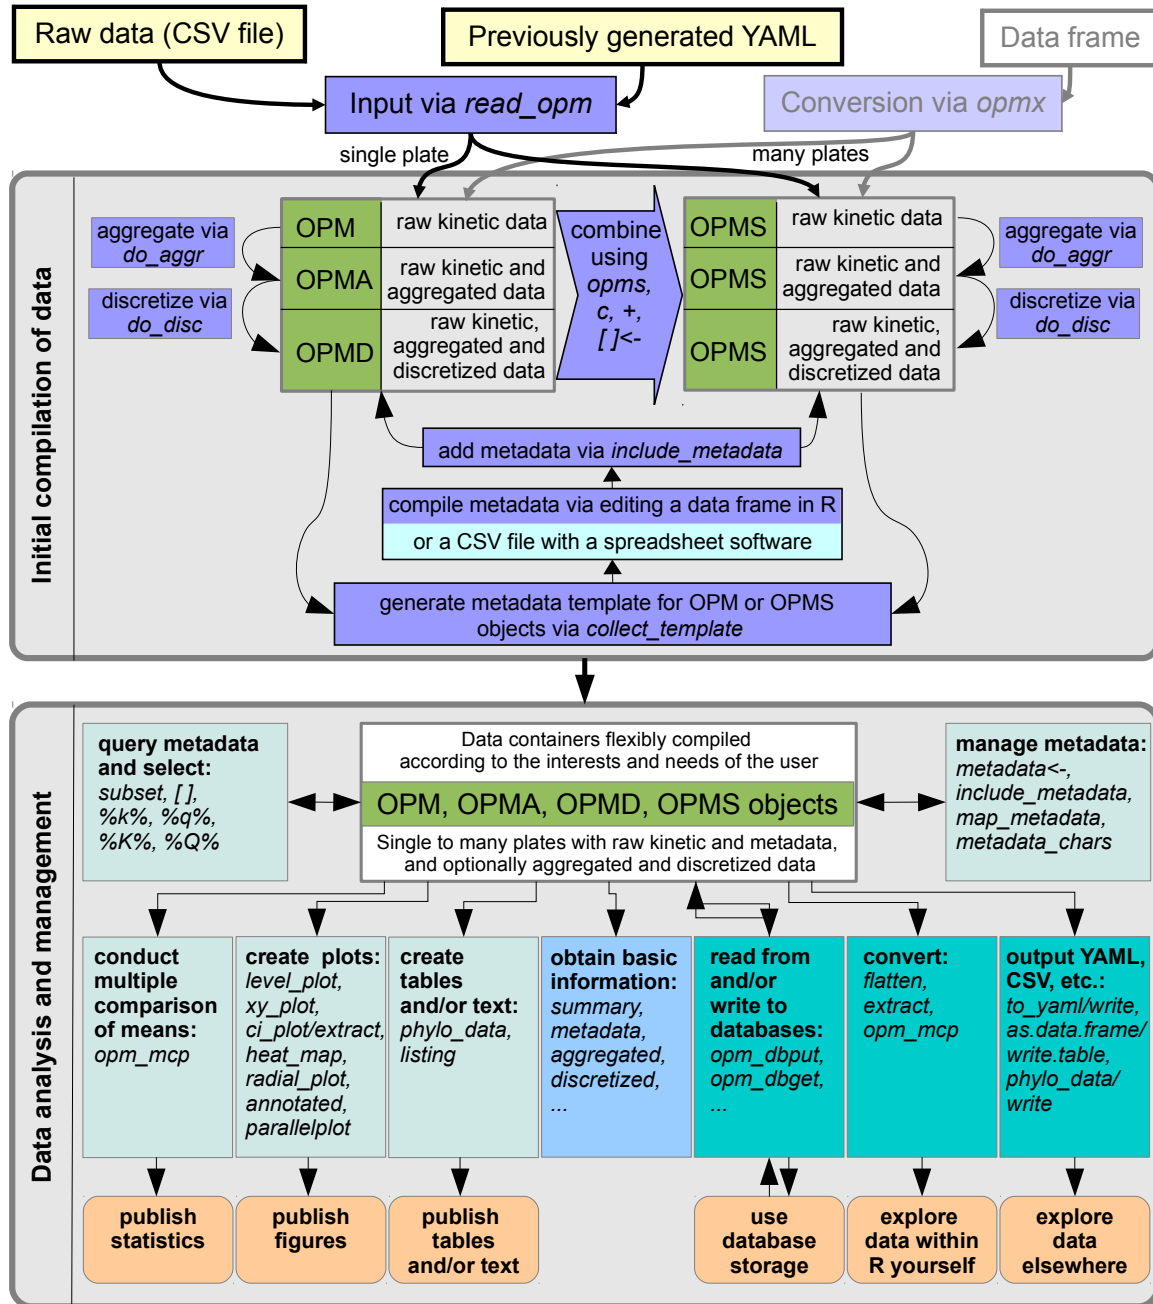 Raw data (CSV file)
Previously generated YAML
Data frame
Input via read_opm
Conversion via opmx
single plate
many plates
Initial compilation of data
aggregate via
do_aggr
discretize via
do_disc
OPM
raw kinetic data
OPMA
raw kinetic and
aggregated data
OPMD
raw kinetic,
aggregated and
discretized data
combine
using
opms,
c, +,
[ ]<-
OPMS
raw kinetic data
OPMS
raw kinetic and
aggregated data
OPMS
raw kinetic,
aggregated and
discretized data
aggregate via
do_aggr
discretize via
do_disc
add metadata via include_metadata
compile metadata via editing a data frame in R
or a CSV file with a spreadsheet software
generate metadata template for OPM or OPMS
objects via collect_template
Data analysis and management
query metadata
and select:
subset, [ ],
%k%, %q%,
%K%, %Q%
Data containers flexibly compiled
according to the interests and needs of the user
OPM, OPMA, OPMD, OPMS objects
Single to many plates with raw kinetic and metadata,
and optionally aggregated and discretized data
manage metadata:
metadata<-,
include_metadata,
map_metadata,
metadata_chars
conduct
multiple
comparison
of means:
opm_mcp
create plots:
level_plot,
xy_plot,
ci_plot/extract,
heat_map,
radial_plot,
annotated,
parallelplot
create
tables
and/or text:
phylo_data,
listing
obtain basic
information:
summary,
metadata,
aggregated,
discretized,
...
read from
and/or
write to
databases:
opm_dbput,
opm_dbget,
...
convert:
flatten,
extract,
opm_mcp
output YAML,
CSV, etc.:
to_yaml/write,
as.data.frame/
write.table,
phylo_data/
write
publish
statistics
publish
figures
publish
tables
and/or text
use
database
storage
explore
data within
R yourself
explore
data
elsewhere